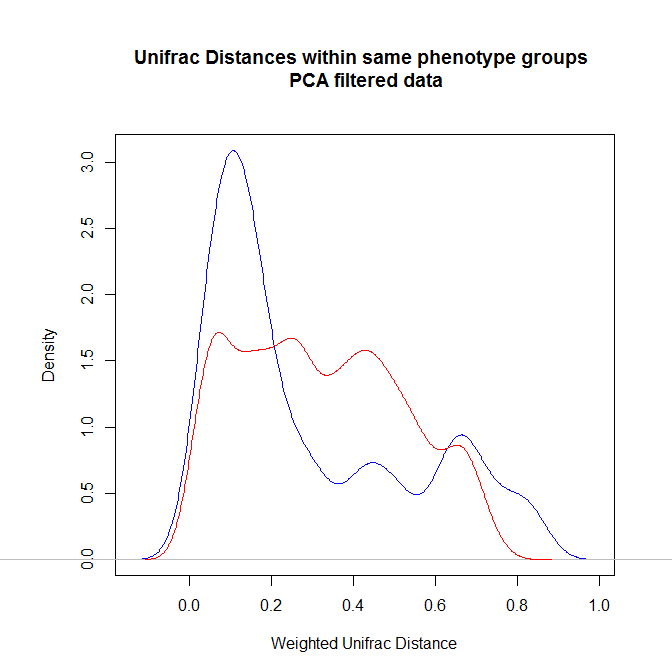 Unifrac Distances within same phenotype groups
PCA filtered data
3.0
2.5
2.0
1.5
1.0
0.5
0.0
Density
0.0 0.2 0.4 0.6 0.8 1.0
Weighted Unifrac Distance